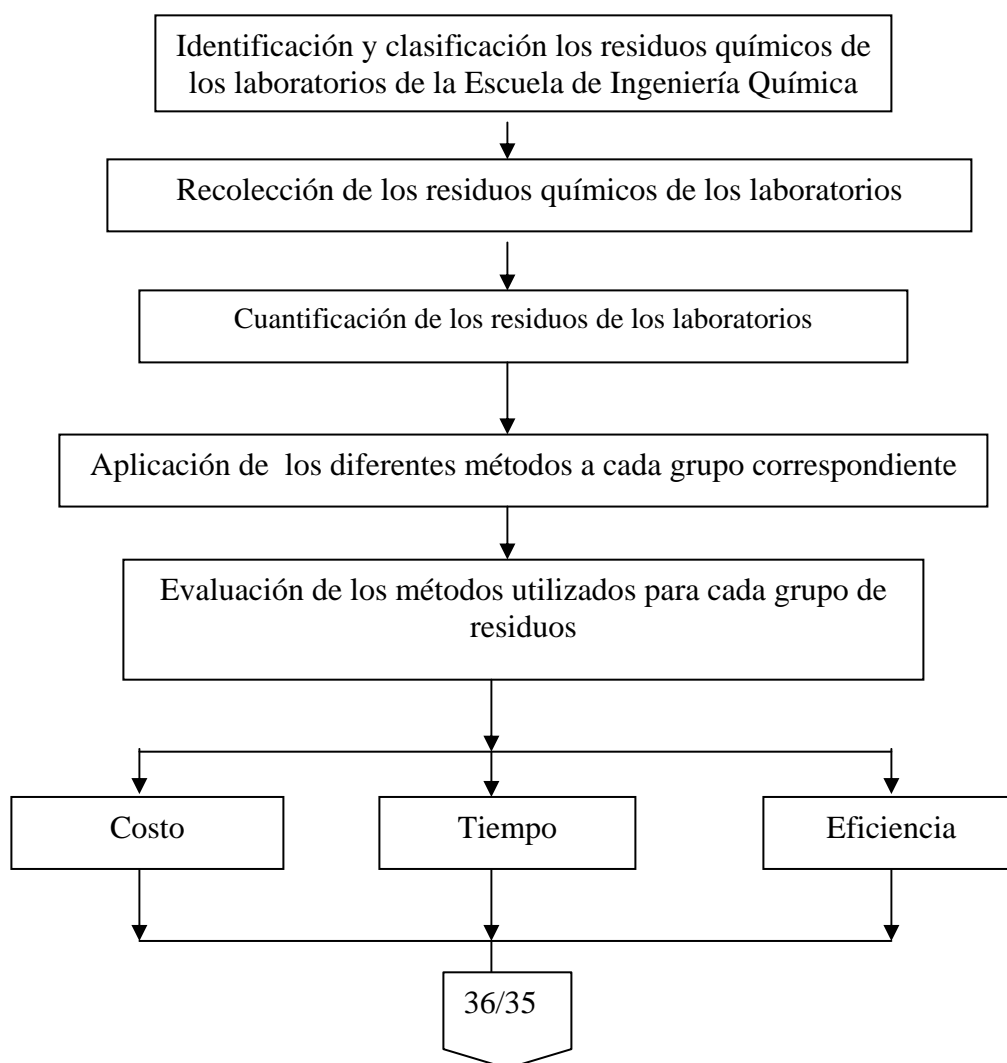 Identificación y clasificación los residuos químicos de
los laboratorios de la Escuela de Ingeniería Química
Recolección de los residuos químicos de los laboratorios
Cuantificación de los residuos de los laboratorios
Aplicación de  los diferentes métodos a cada grupo correspondiente
Evaluación de los métodos utilizados para cada grupo de
residuos
Costo
Tiempo
Eficiencia
36/35